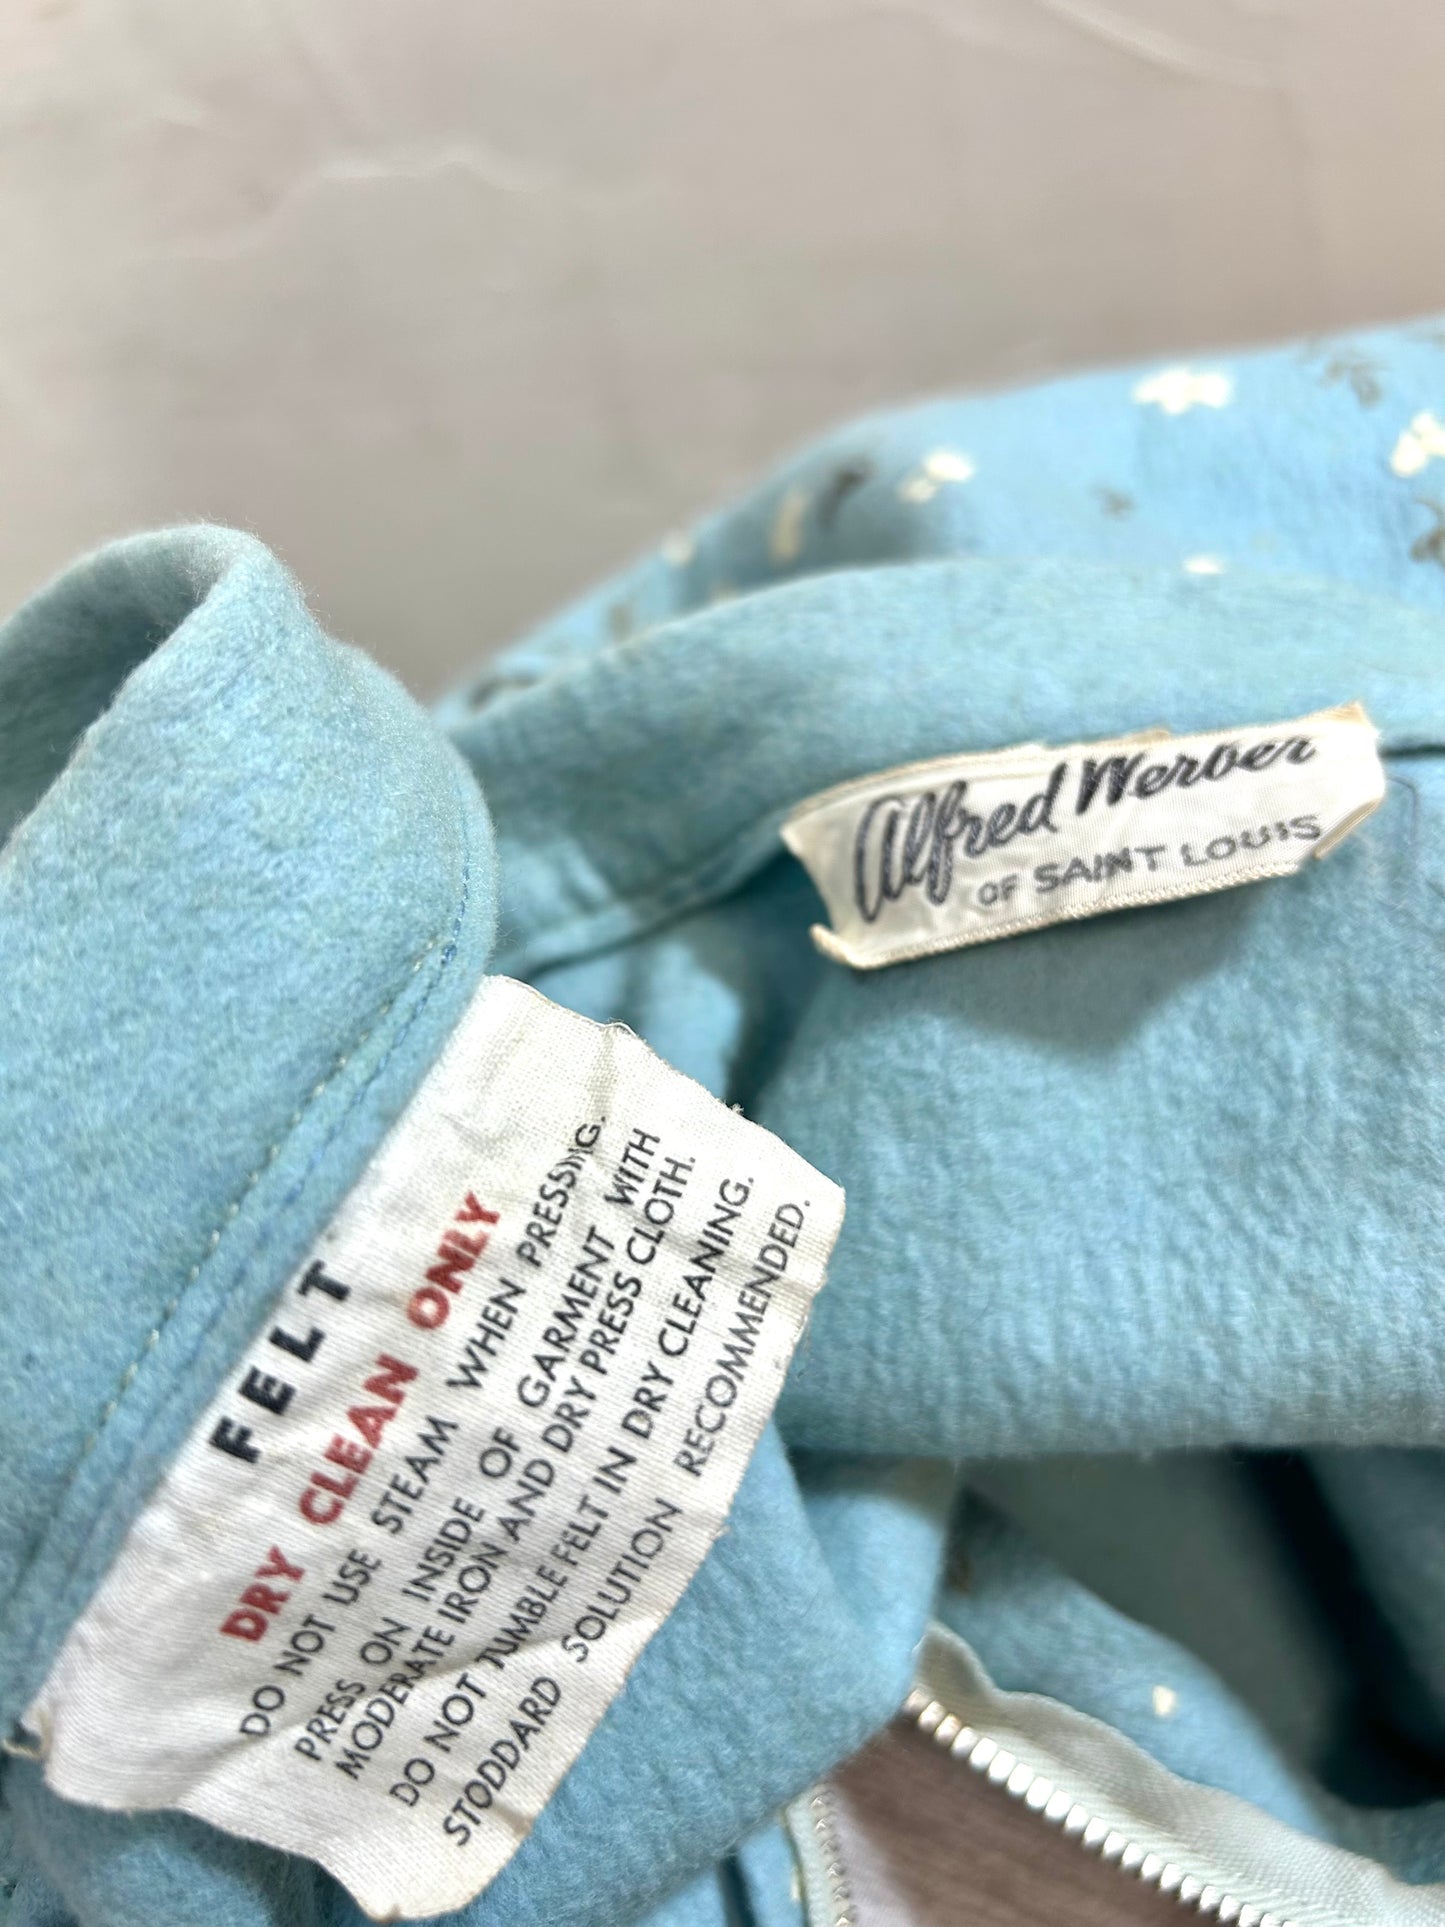 Alfred Werber
OF SAINT LOUIS
FELT
DRY CLEAN ONLY
DO NOT USE STEAM WHEN PRESSING.
PRESS ON INSIDE OF GARMENT WITH
MODERATE IRON AND DRY PRESS CLOTH.
DO NOT TUMBLE FELT IN DRY CLEANING.
STODDARD SOLUTION RECOMMENDED.